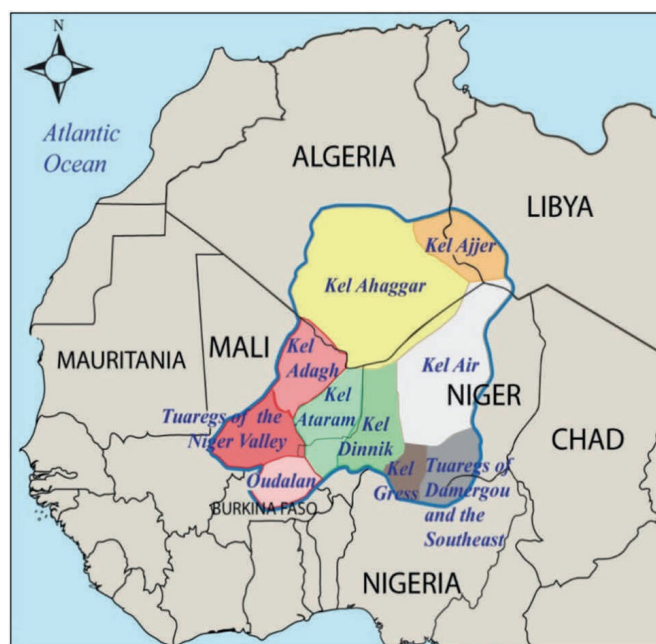 N
Atlantic
Ocean
ALGERIA
LIBYA
Kel Ajjer
Kel Ahaggar
MAURITANIA
MALI
Kel
Adagh
Kel Air
NIGER
Kel
Ataram
Kel
Dinnik
Tuaregs of the
Niger Valley
CHAD
Oudalan
BURKINA FASO
Kel
Gress
Tuaregs of
Damergou
and the
Southeast
NIGERIA